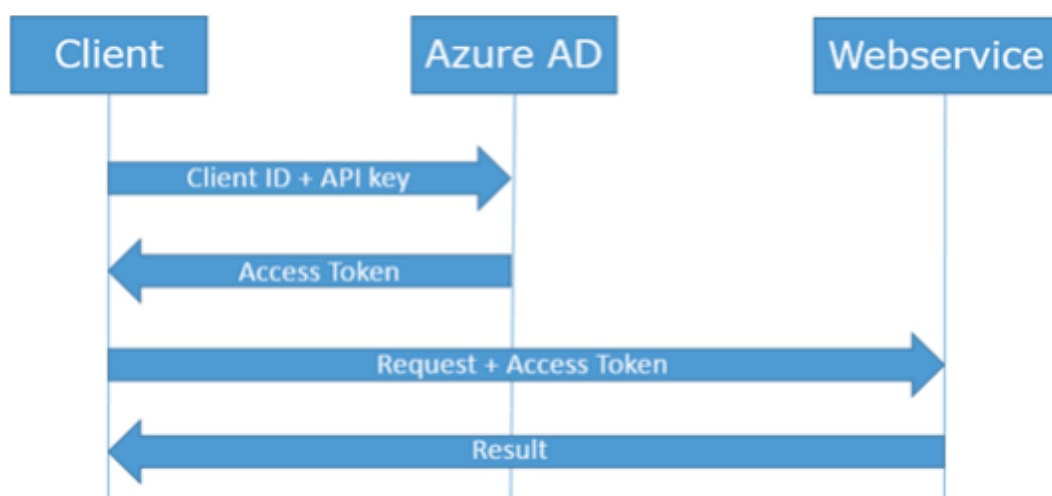 Client
Azure AD
Webservice
Client ID + API key
Access Token
Request + Access Token
Result